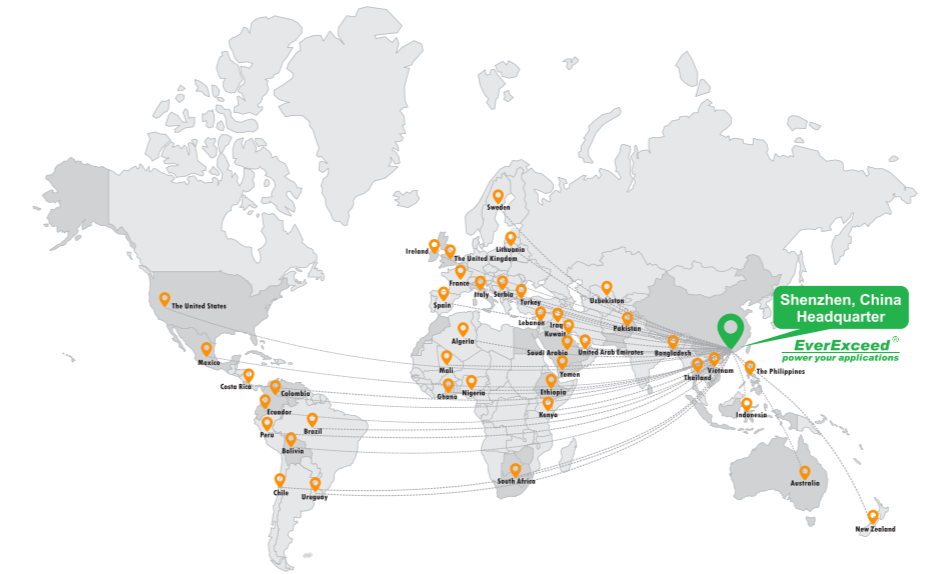 Sweden
Lithuania
Ireland
The United Kingdom
France
Italy
Serbia
Spain
Turkey
Uzbekistan
The United States
Shenzhen, China
Headquarter
EverExceed®
power your applications
Lebanan
Iraq
Kuwait
Pakistan
Algeria
Saudi Arabia
United Arab Emirates
Bangladesh
Mexico
Mali
Yemen
Vietnam
Thailand
The Philippines
Costa Rica
Colombia
Ghana
Nigeria
Ethiopia
Ecuador
Kenya
Indonesia
Peru
Brazil
Bolivia
Chile
Uruguay
South Africa
Australia
New Zealand